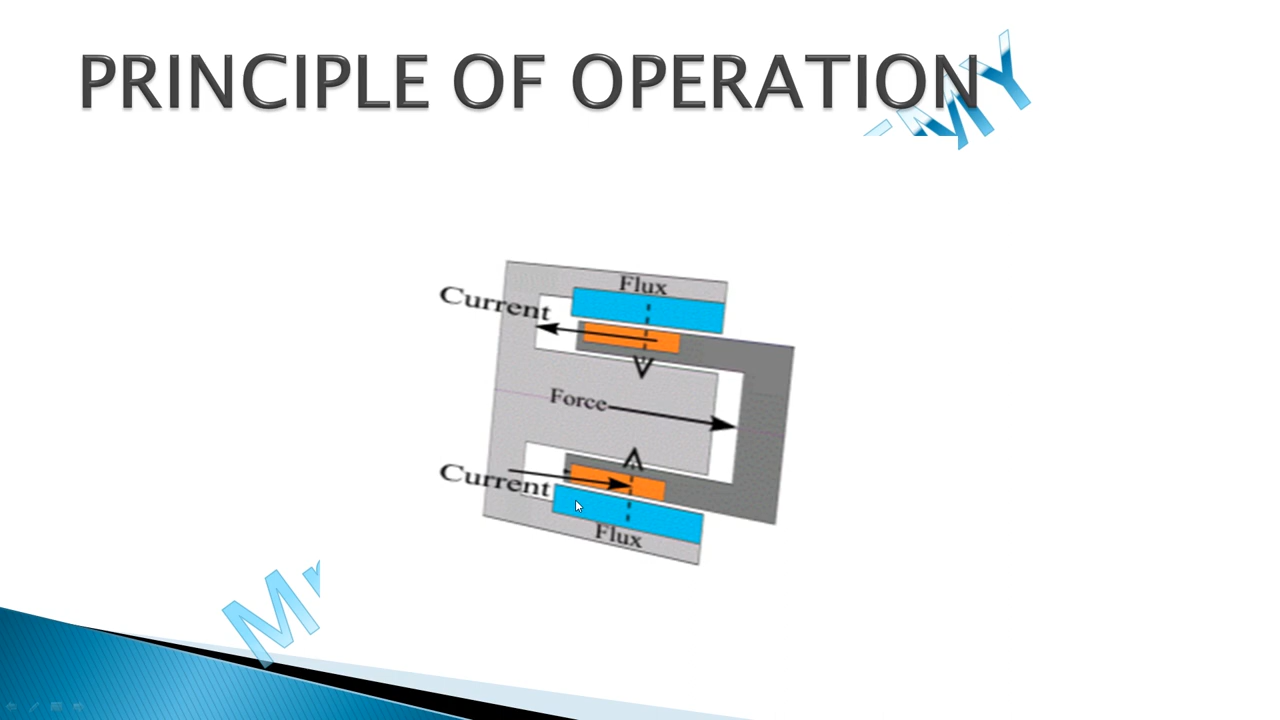 PRINCIPLE OF OPERATION
Flux
Current
Force
Current
Flux